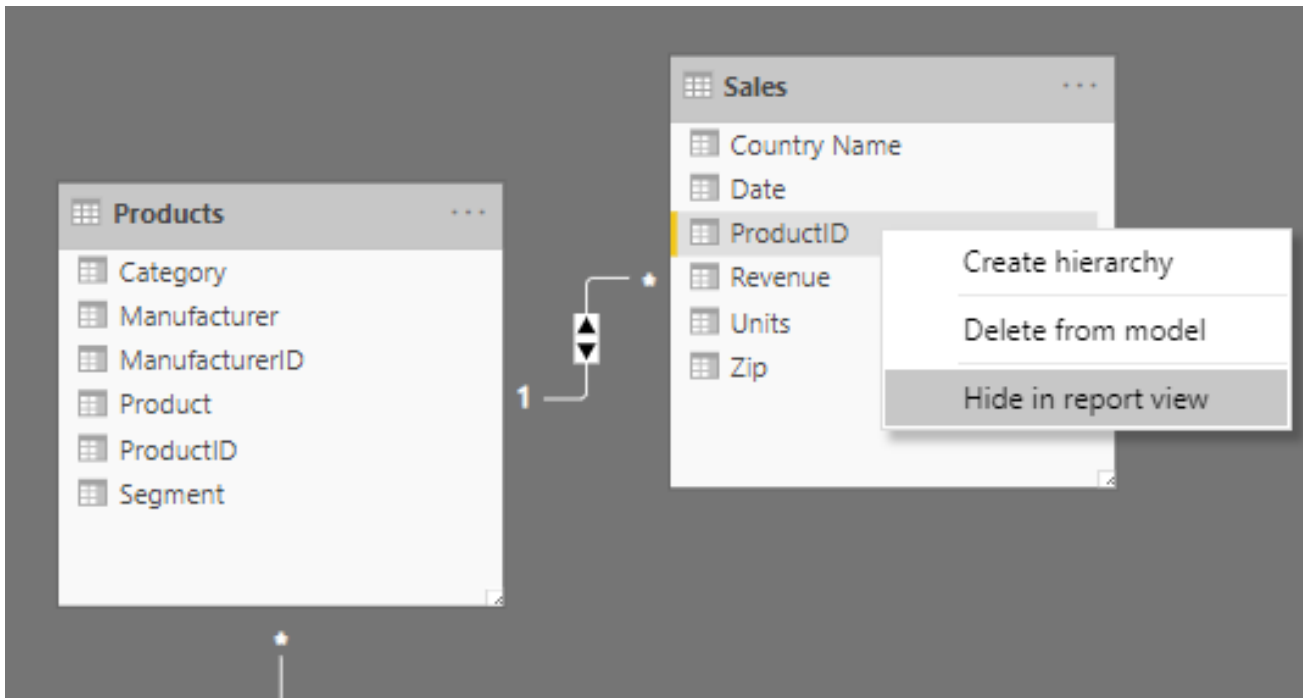 Products
Category
Manufacturer
ManufacturerID
Product
ProductID
Segment
1
*
*
Sales
Country Name
Date
ProductID
Revenue
Units
Zip
Create hierarchy
Delete from model
Hide in report view